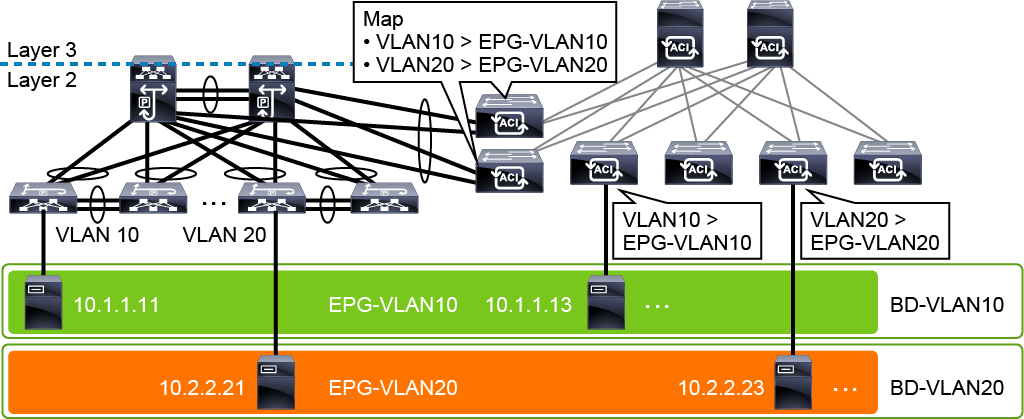 Map
• VLAN10 > EPG-VLAN10
• VLAN20 > EPG-VLAN20
Layer 3
Layer 2
ACI
ACI
P
P
ACI
ACI
ACI
ACI
ACI
ACI
P
P
P
P
...
VLAN 10
VLAN 20
VLAN10 >
EPG-VLAN10
VLAN20 >
EPG-VLAN20
10.1.1.11
EPG-VLAN10
10.1.1.13
...
BD-VLAN10
10.2.2.21
EPG-VLAN20
10.2.2.23
...
BD-VLAN20